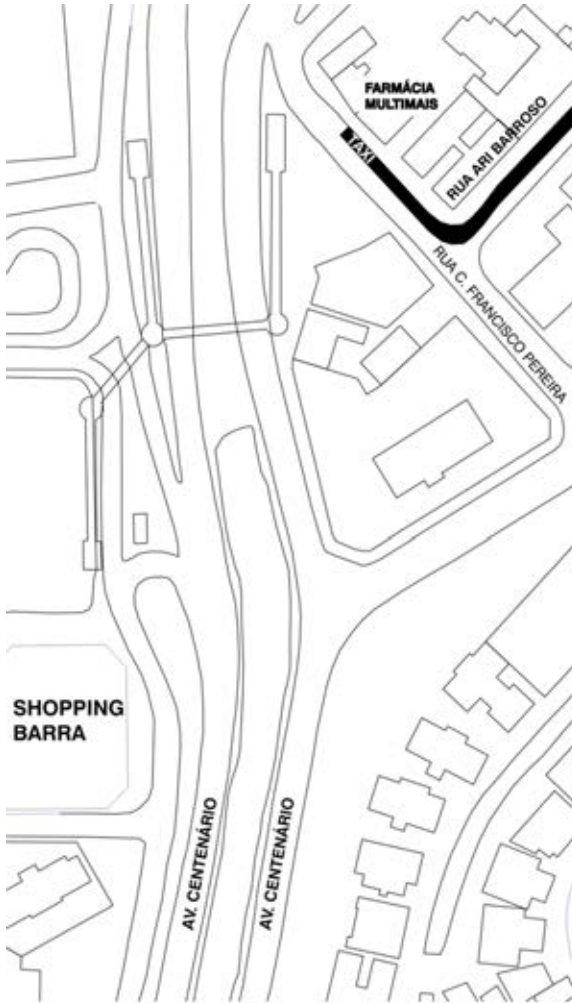 FARMÁCIA
MULTIMAIS
TAXI
RUA ARI BARROSO
RUA C. FRANCISCO PEREIRA
SHOPPING
BARRA
AV. CENTENÁRIO
AV. CENTENÁRIO